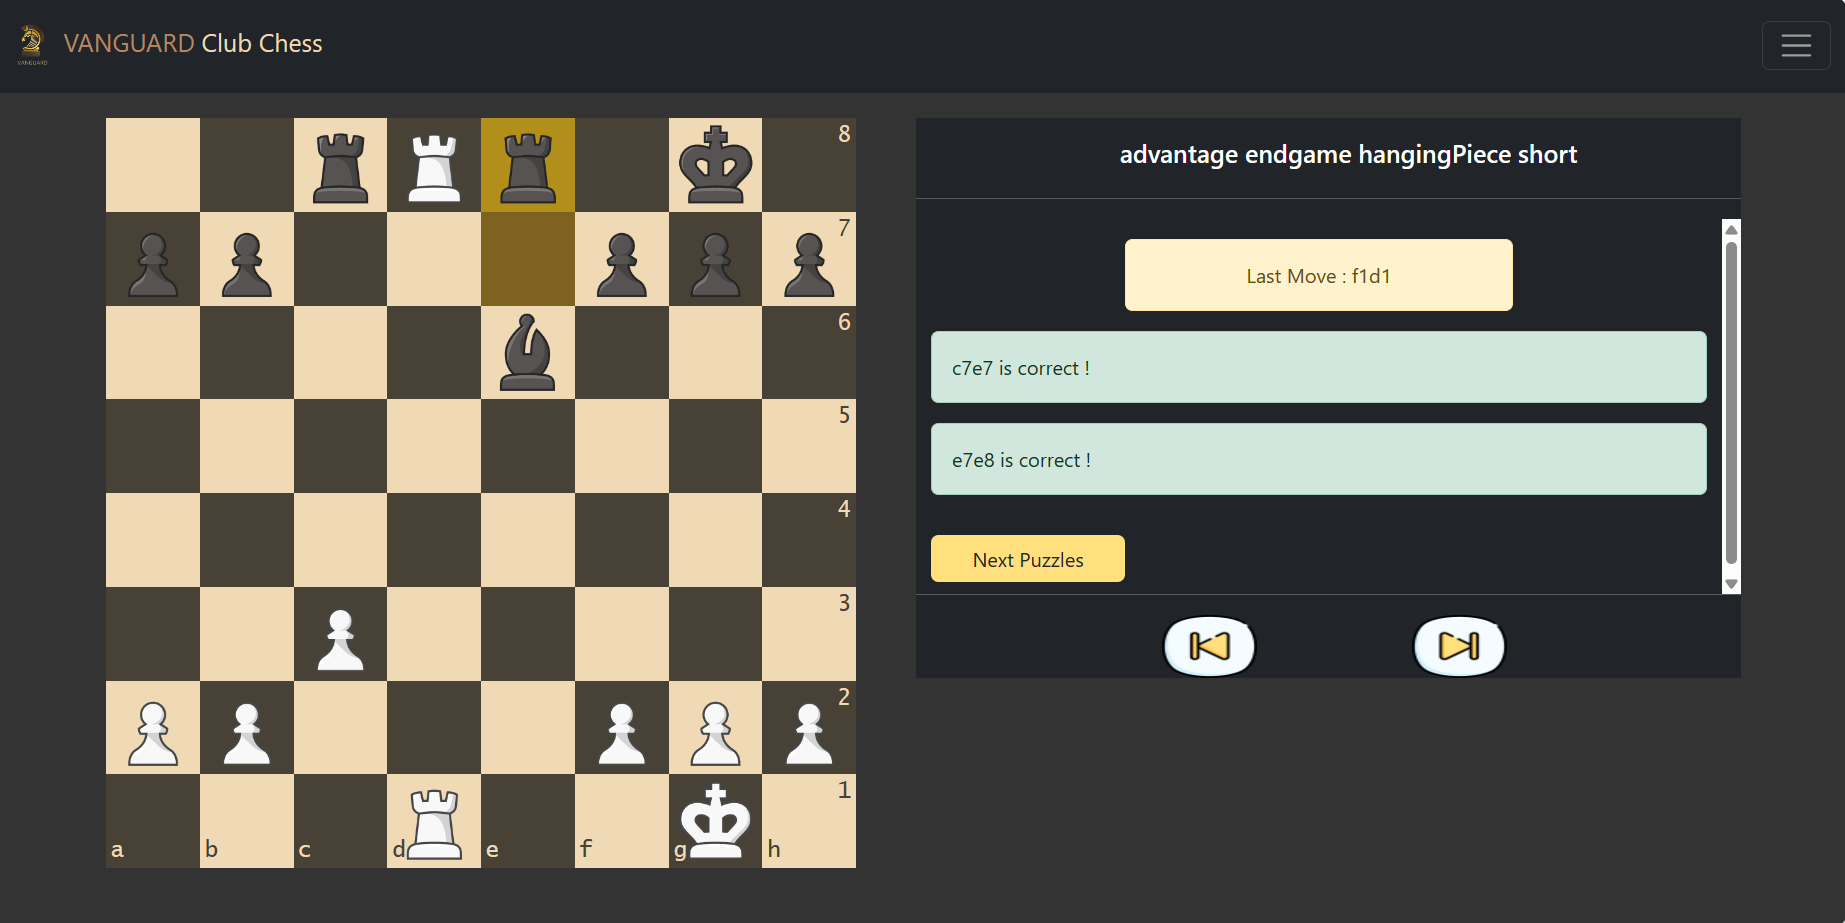 VANGUARD
VANGUARD Club Chess
8
7
6
5
4
3
2
1
a b c d e f g h
advantage endgame hangingPiece short
Last Move : f1d1
c7e7 is correct !
e7e8 is correct !
Next Puzzles